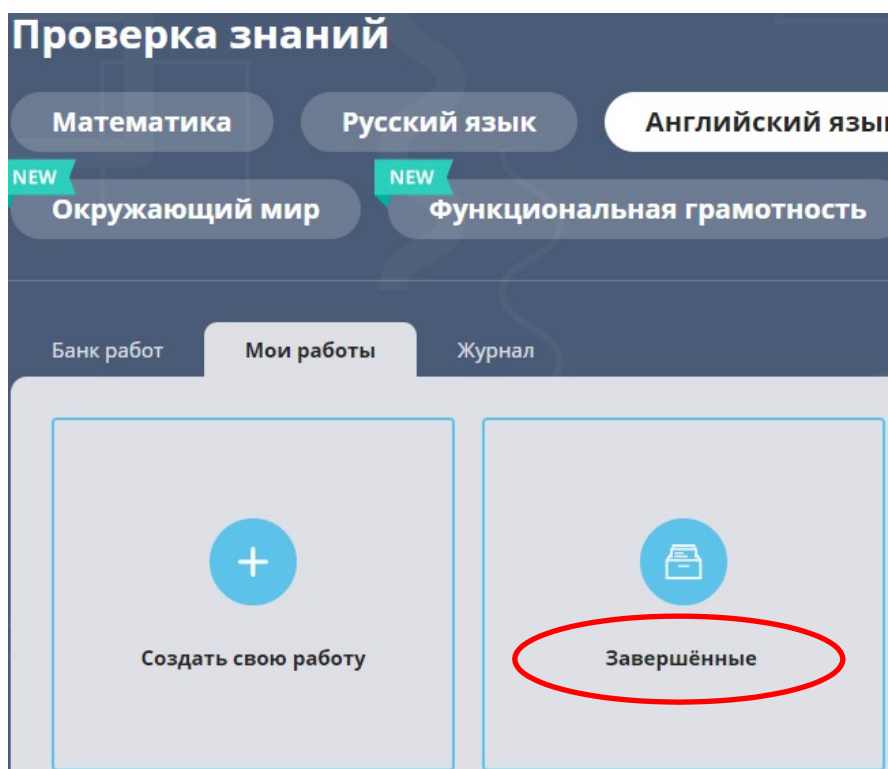 Проверка знаний
Математика
Русский язык
Английский язы
NEW
NEW
Окружающий мир
Функциональная грамотность
Банк работ
Мои работы
Журнал
Создать свою работу
Завершённые